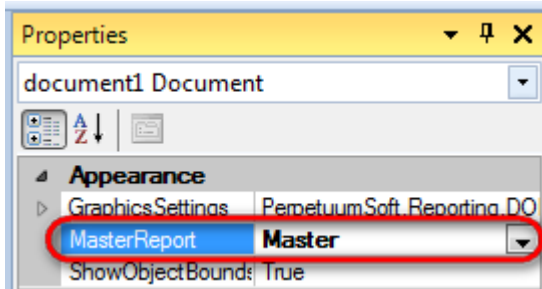 Properties
document1 Document
Appearance
GraphicsSettings PerpetuumSoft.Reporting.DO
MasterReport Master
ShowObjectBounds True